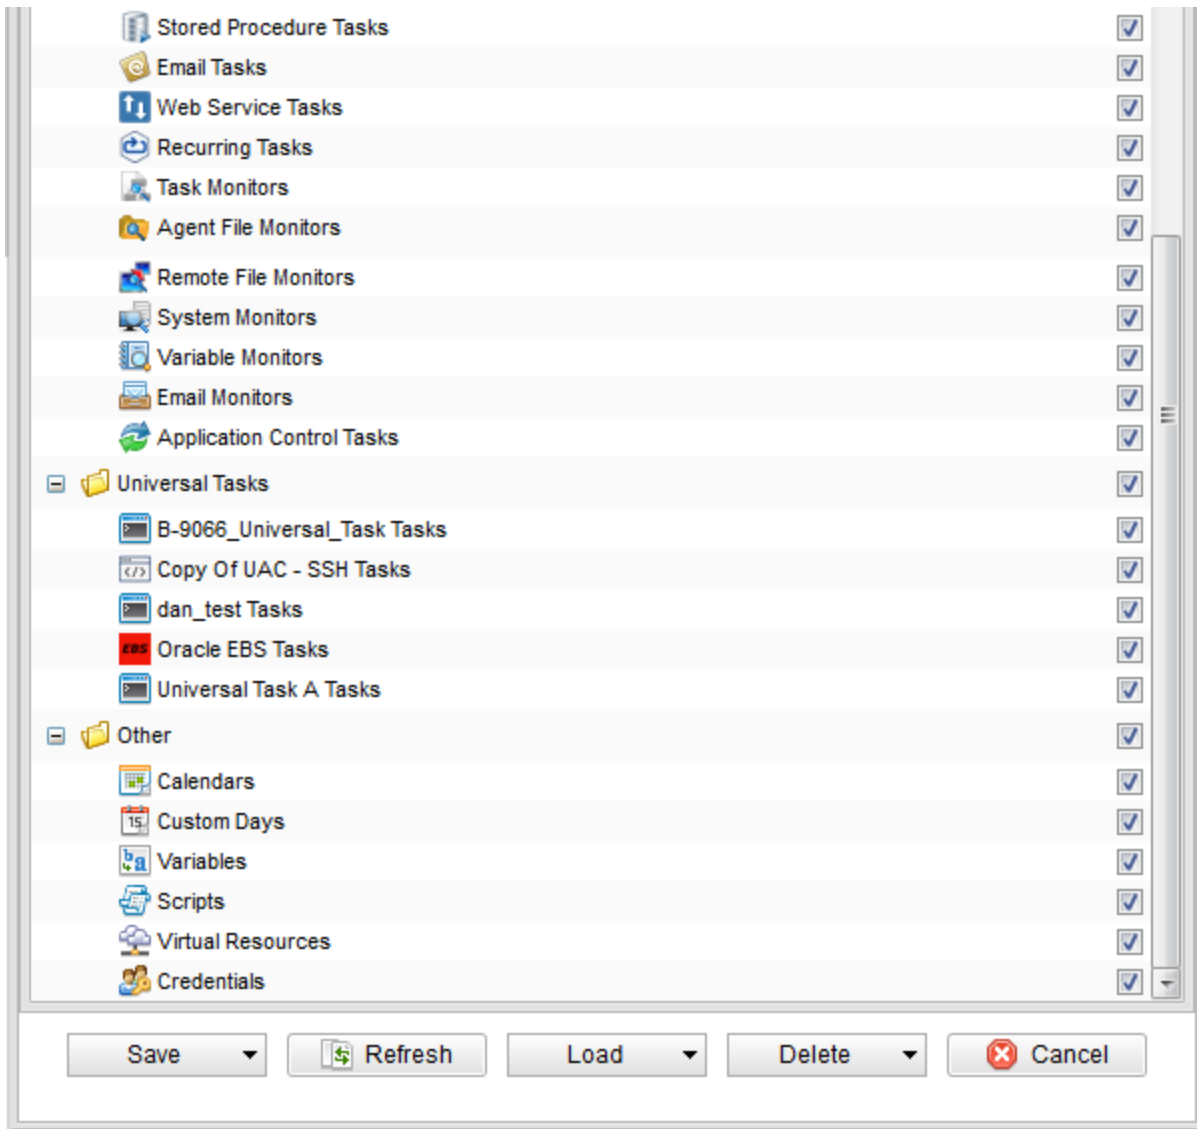 Stored Procedure Tasks
Email Tasks
Web Service Tasks
Recurring Tasks
Task Monitors
Agent File Monitors
Remote File Monitors
System Monitors
Variable Monitors
Email Monitors
Application Control Tasks
Universal Tasks
B-9066_Universal_Task Tasks
Copy Of UAC - SSH Tasks
dan_test Tasks
EBS Oracle EBS Tasks
Universal Task A Tasks
Other
Calendars
15 Custom Days
b a Variables
Scripts
Virtual Resources
Credentials
Save Refresh Load Delete Cancel